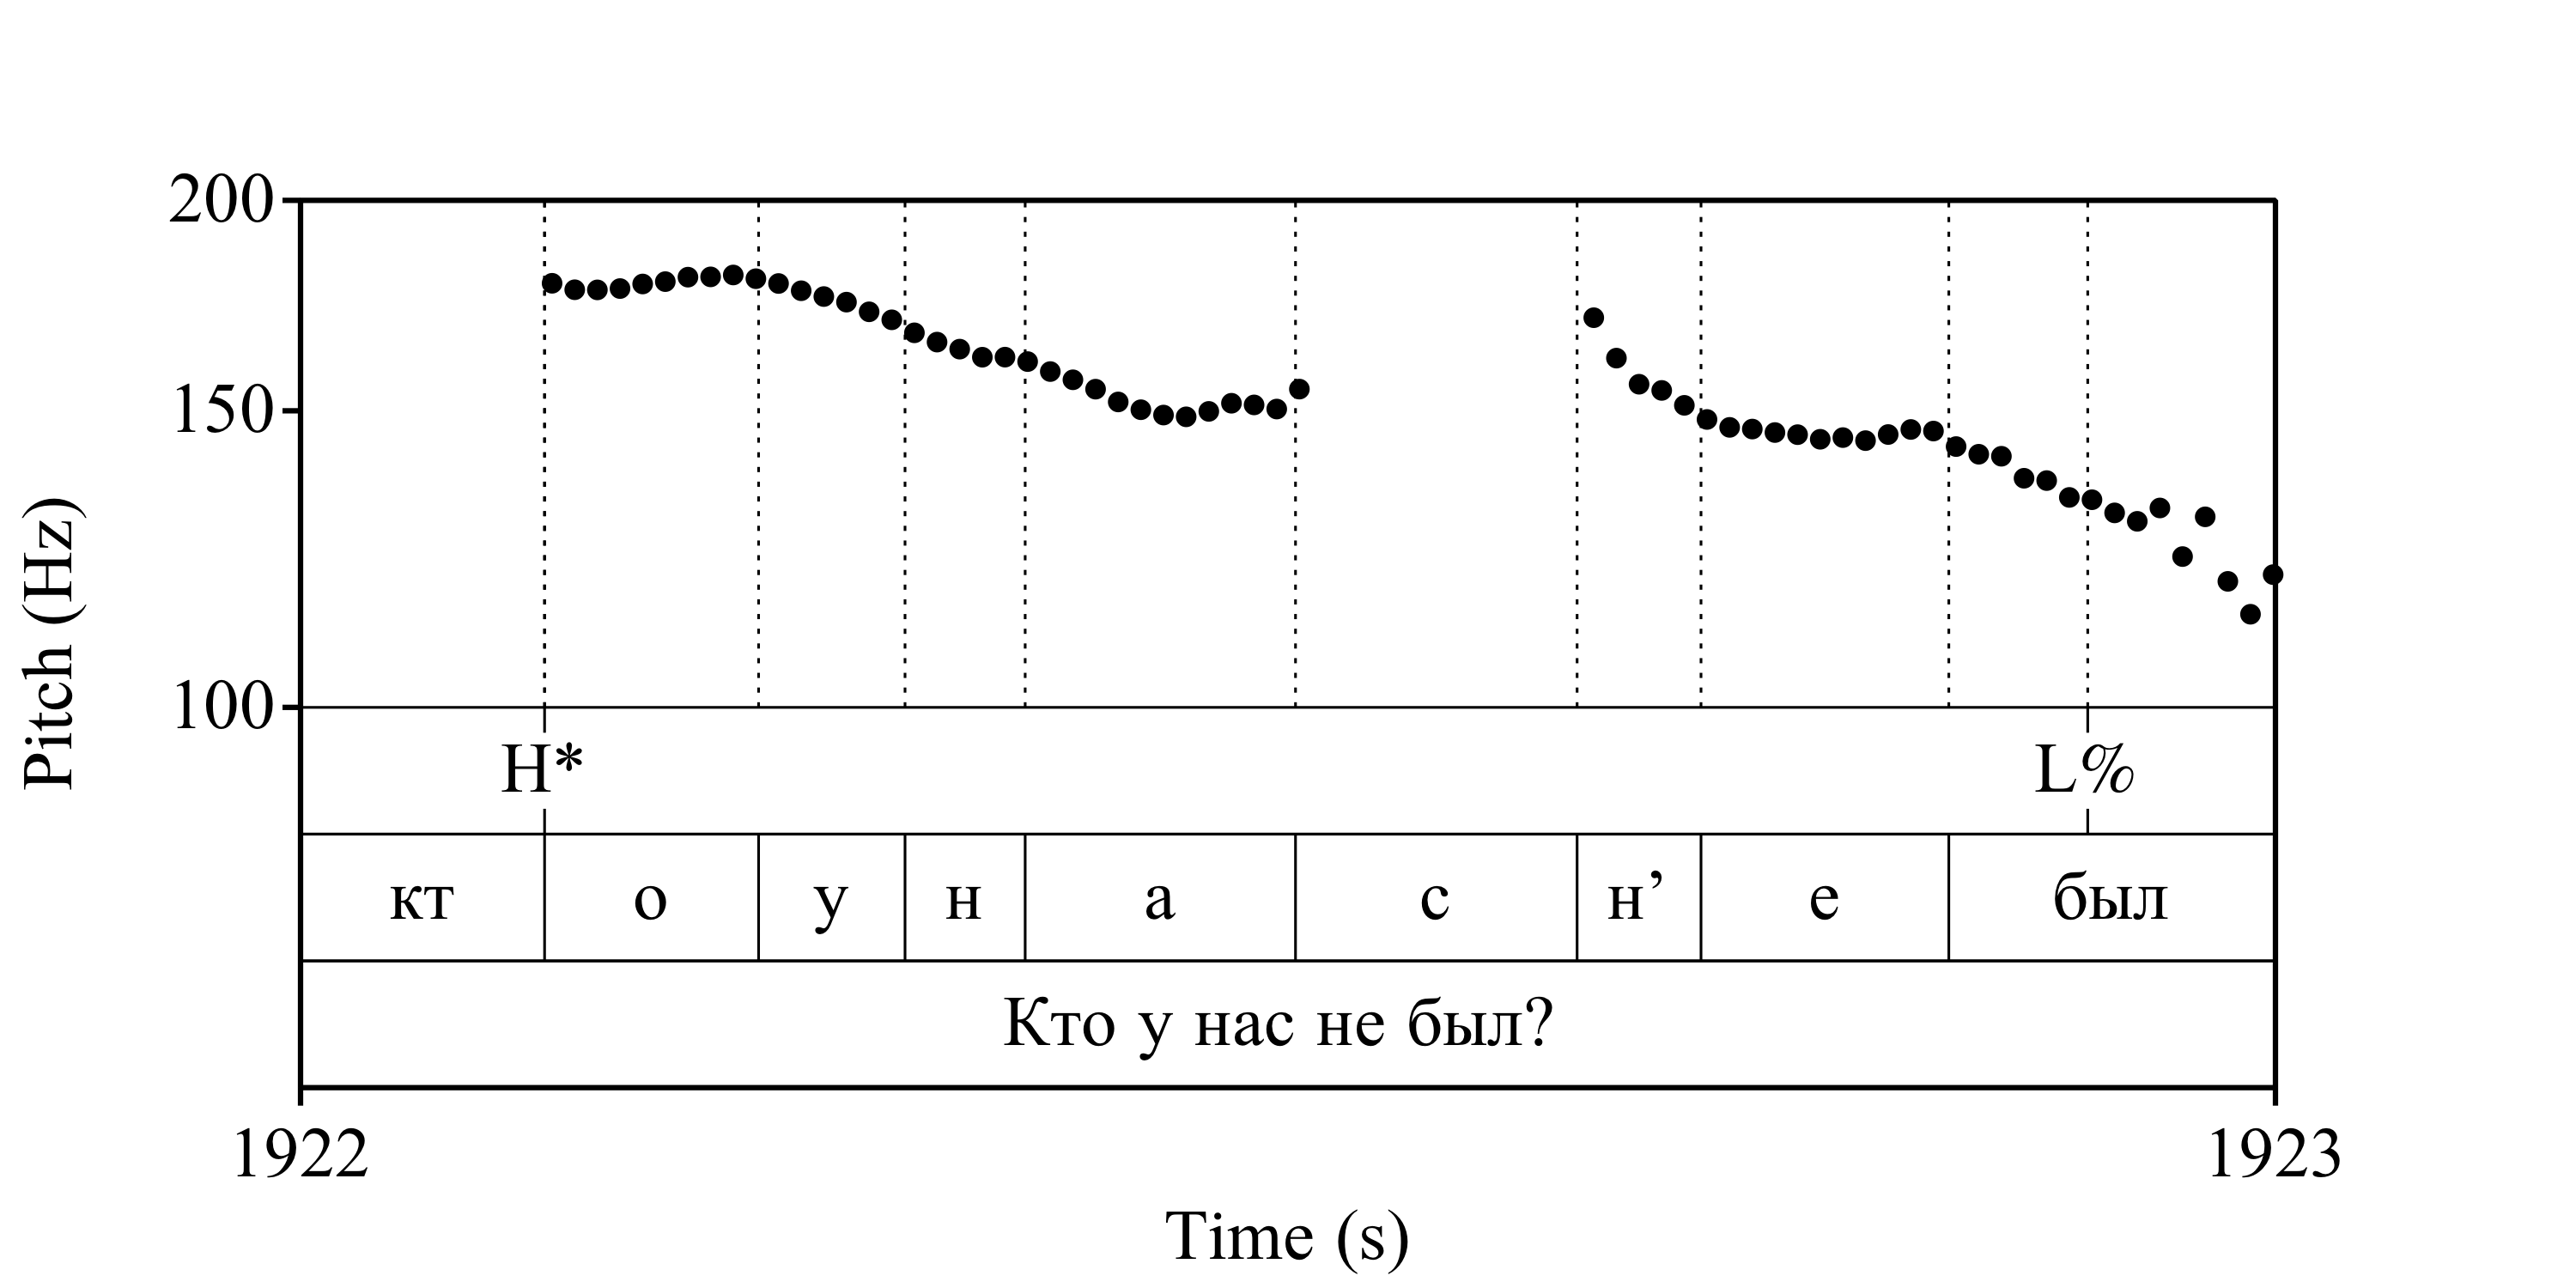 200
150
100
Pitch (Hz)
H* L%
кт о у н а с н’ е был
Кто у нас не был?
1922 1923
Time (s)